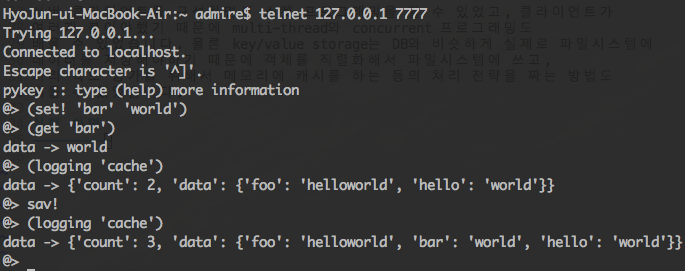 HyoJun-ui-MacBook-Air:~ admire$ telnet 127.0.0.1 7777
Trying 127.0.0.1...
Connected to localhost.
Escape character is '^]'.
pykey :: type (help) more information
@> (set! 'bar' 'world')
@> (get 'bar')
data -> world
@> (logging 'cache')
data -> {'count': 2, 'data': {'foo': 'helloworld', 'hello': 'world'}}
@> sav!
@> (logging 'cache')
data -> {'count': 3, 'data': {'foo': 'helloworld', 'bar': 'world', 'hello': 'world'}}
@>